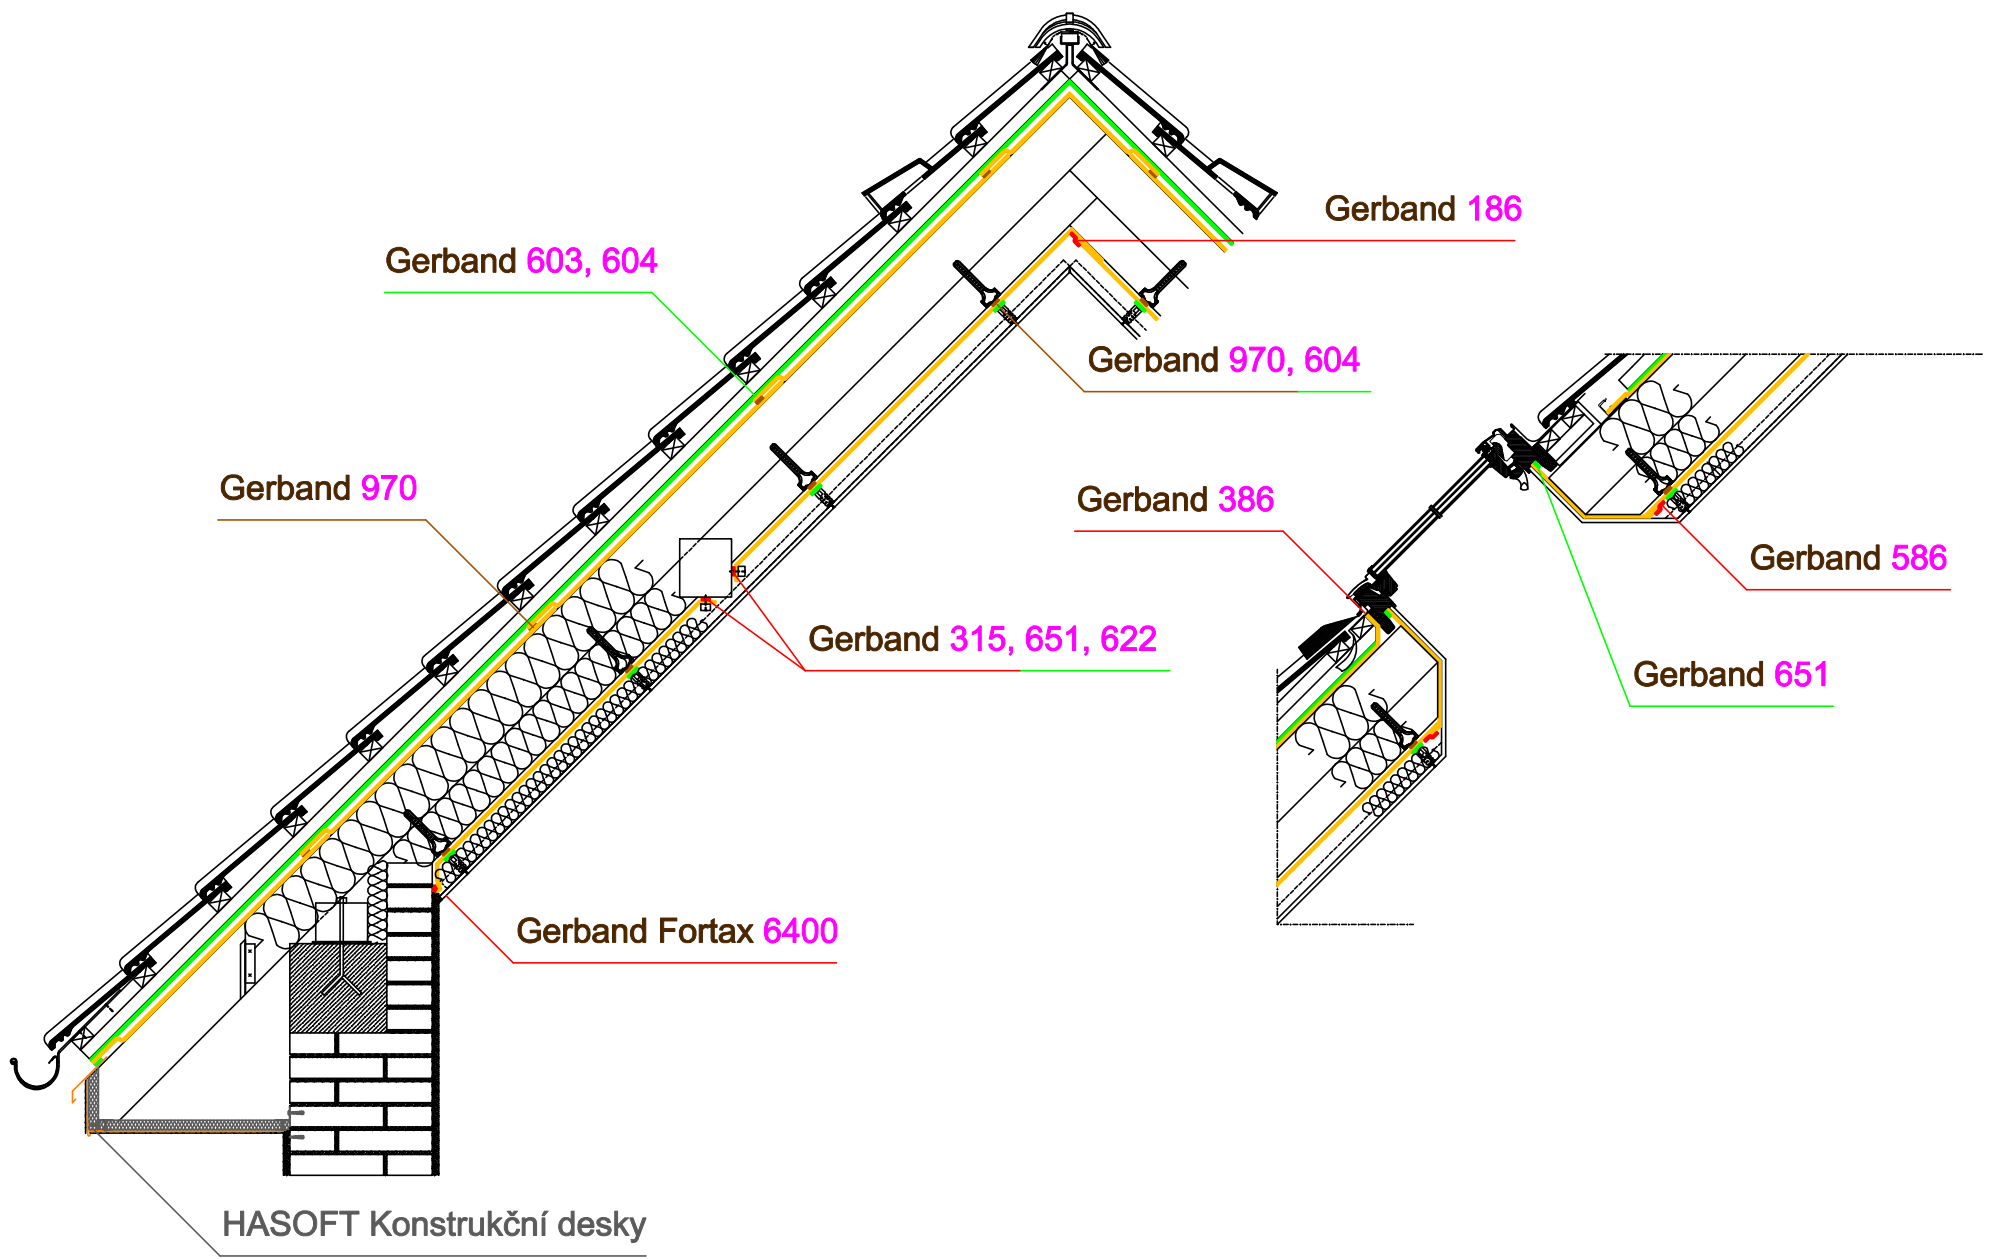 Gerband 186
Gerband 603, 604
Gerband 970, 604
Gerband 970
Gerband 386
Gerband 586
Gerband 315, 651, 622
Gerband 651
Gerband Fortax 6400
HASOFT Konstrukční desky